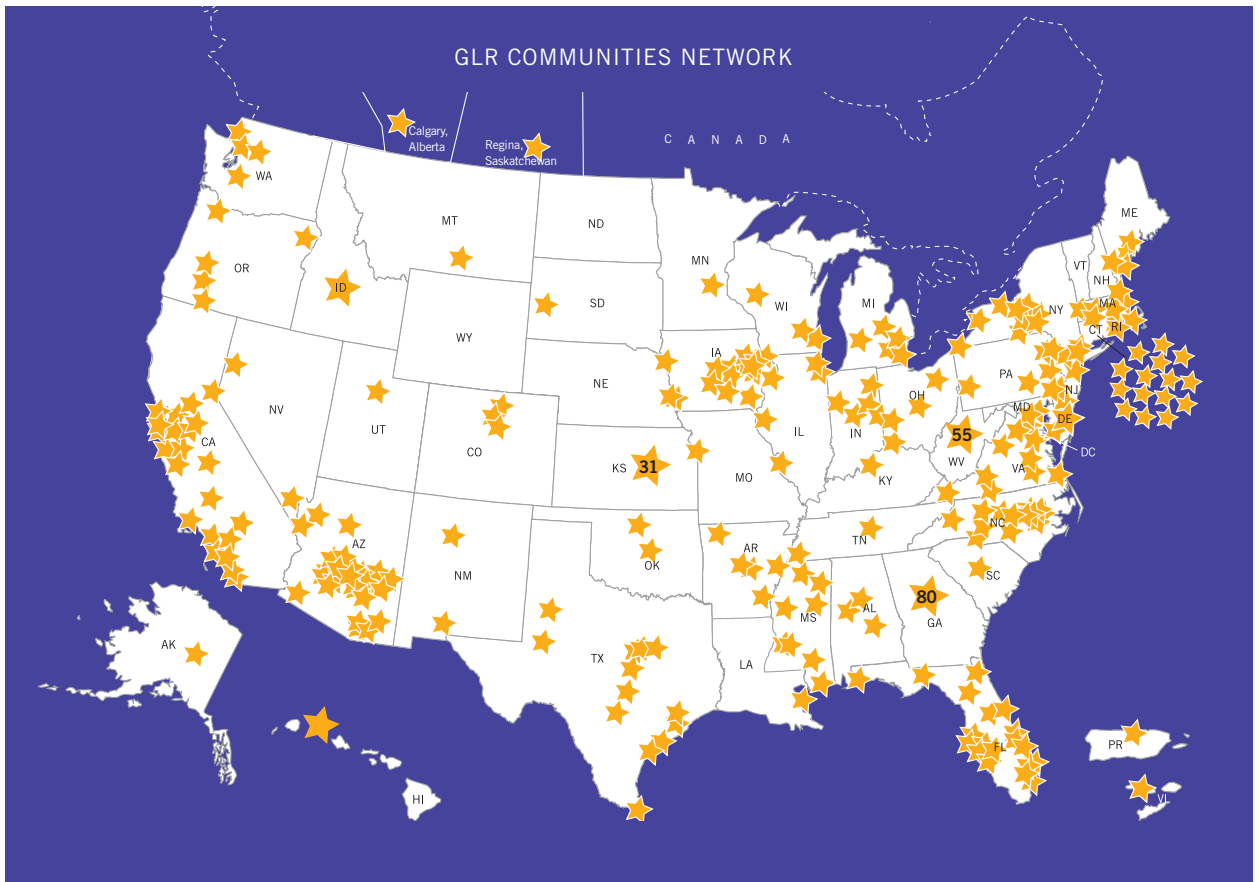 GLR COMMUNITIES NETWORK
Calgary,
Alberta
Regina,
Saskatchewan
C A N A D A
WA
MT
ND
MN
ME
VT
NH
OR
ID
SD
WI
MI
NY
MA
CT
RI
WY
IA
NE
PA
NJ
OH
MD
DE
NV
UT
CO
CA
KS
31
MO
IL
IN
55
WV
VA
DC
KY
AZ
NM
OK
AR
TN
NC
SC
MS
AL
80
GA
TX
LA
AK
FL
PR
HI
VI